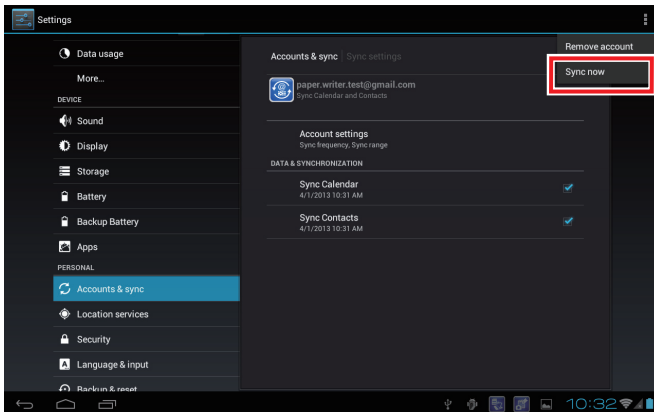 Settings
Remove account
Sync now
Data usage
More...
DEVICE
Sound
Display
Storage
Battery
Backup Battery
Apps
PERSONAL
Accounts & sync
Location services
Security
A Language & input
Backup & reset
Accounts & sync | Sync settings
paper.writer.test@gmail.com
Sync Calendar and Contacts
Account settings
Sync frequency, Sync range
DATA & SYNCHRONIZATION
Sync Calendar
4/1/2013 10:31 AM
Sync Contacts
4/1/2013 10:31 AM
10:32